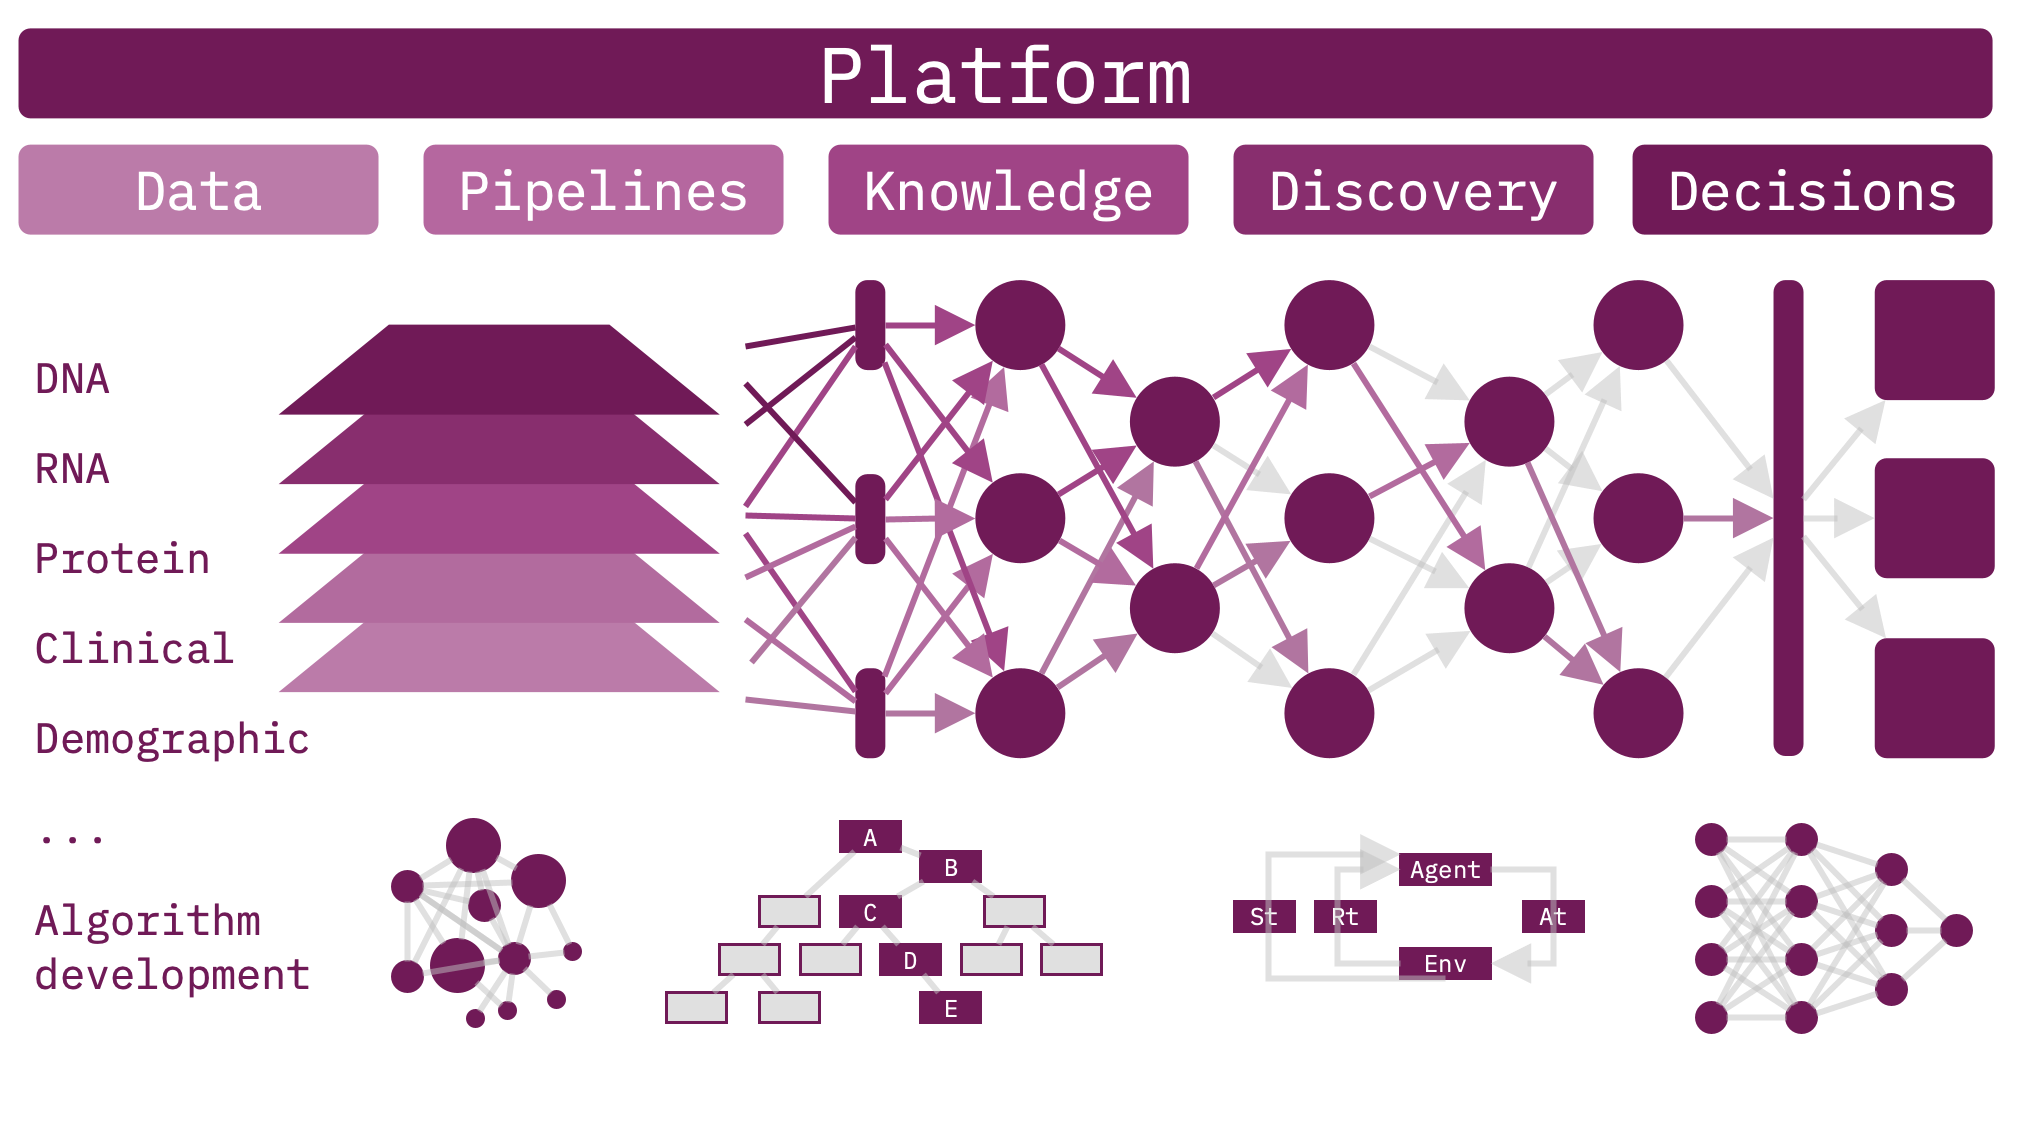 Platform
Data
Pipelines
Knowledge
Discovery
Decisions
DNA
RNA
Protein
Clinical
Demographic
...
Algorithm
development
A
B
C
D
E
Agent
St
Rt
At
Env